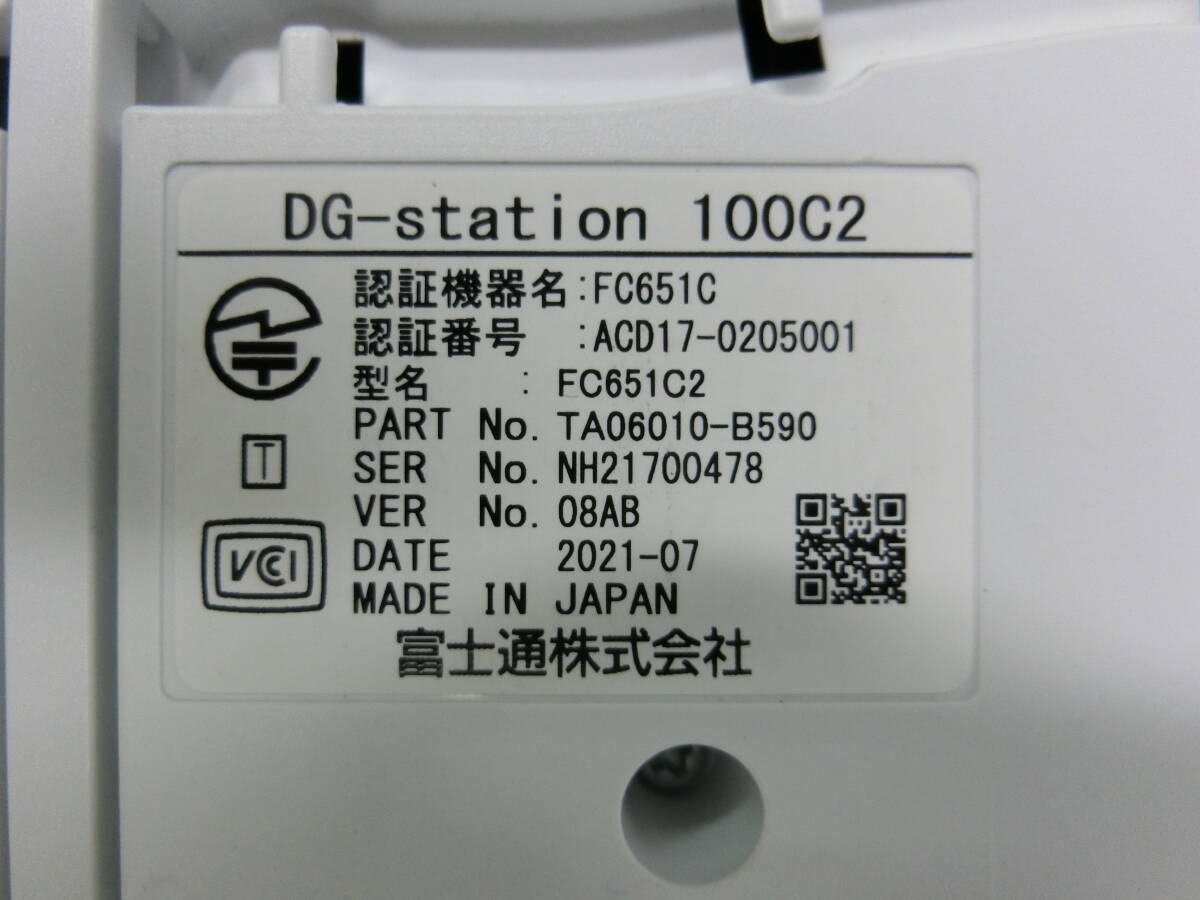 DG-station 100C2
認証機器名:FC651C
認証番号 :ACD17-0205001
型名 : FC651C2
PART No. TA06010-B590
T
SER No. NH21700478
VER No. 08AB
VCCI
DATE 2021-07
MADE IN JAPAN
富士通株式会社